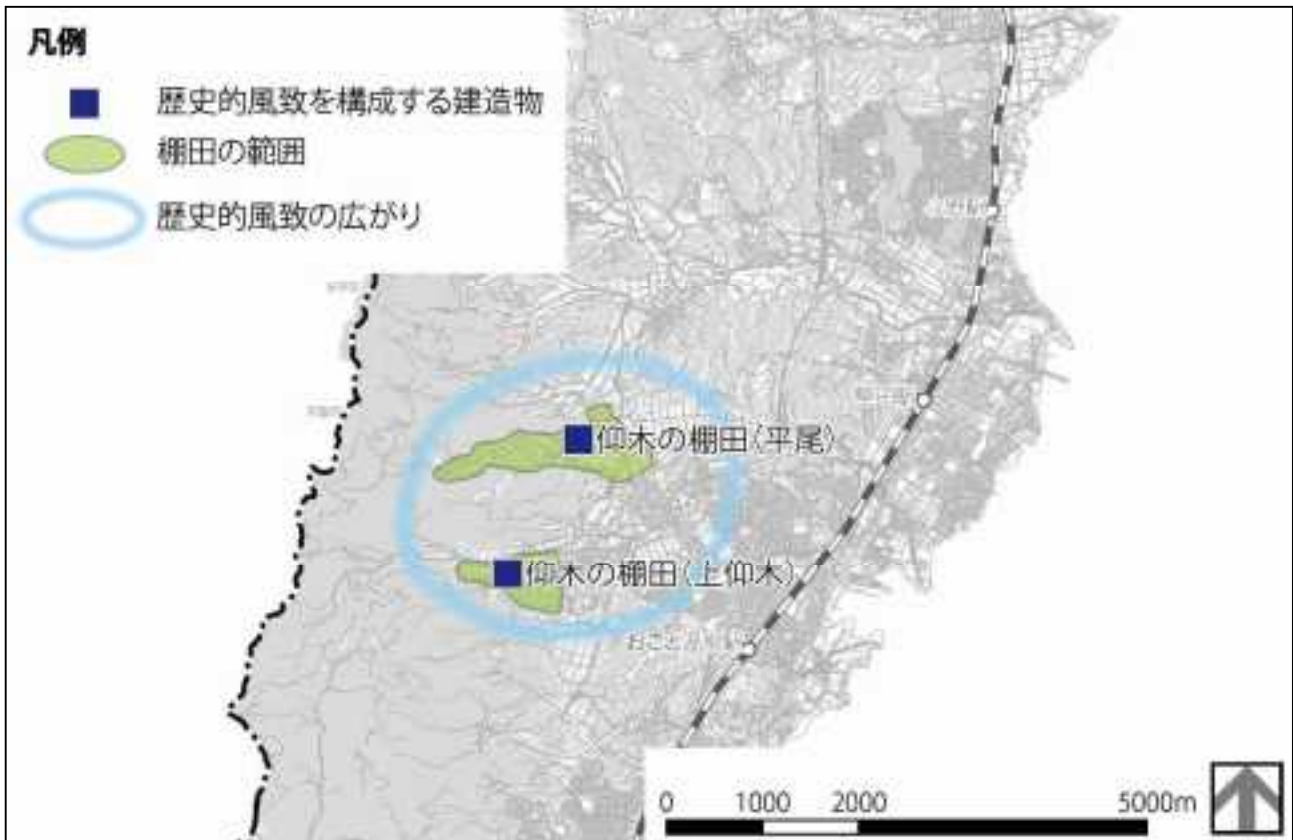 凡例
歴史的風致を構成する建造物
棚田の範囲
歴史的風致の広がり
仰木の棚田(平尾)
仰木の棚田(上仰木)
0 1000 2000 5000m